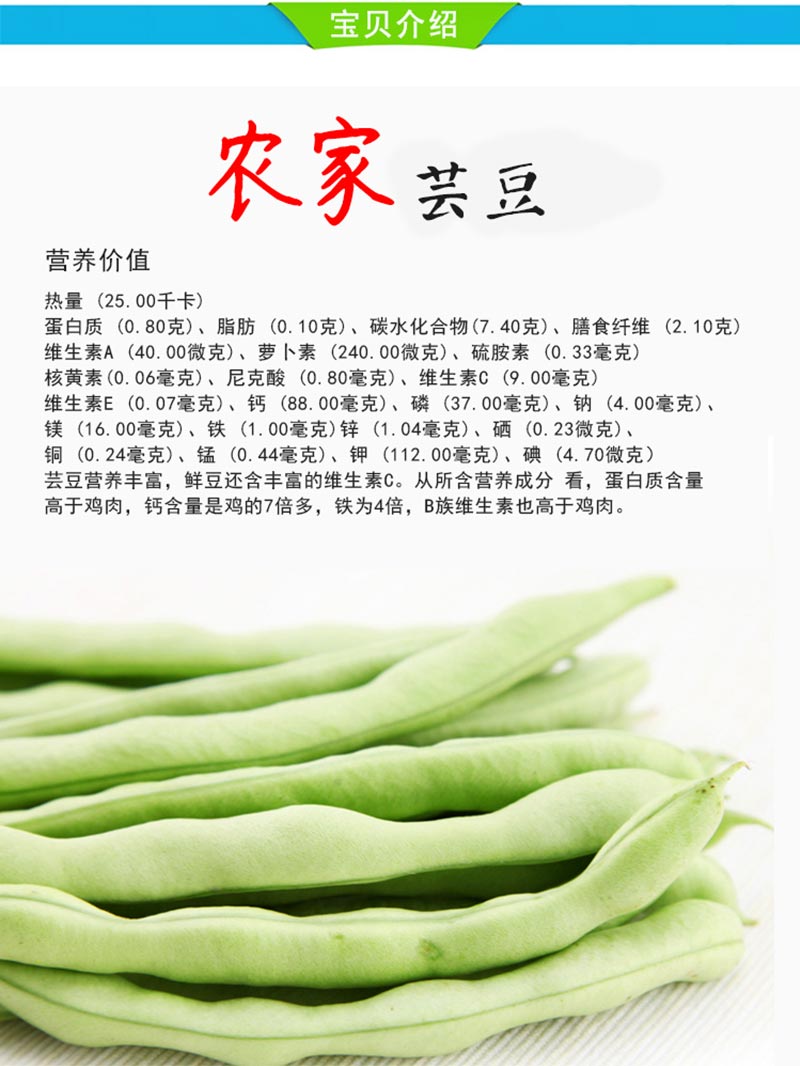 宝贝介绍
农家 芸豆
营养价值
热量 (25.00千卡)
蛋白质 (0.80克)、脂肪 (0.10克)、碳水化合物(7.40克)、膳食纤维 (2.10克)
维生素A (40.00微克)、萝卜素 (240.00微克)、硫胺素 (0.33毫克)
核黄素(0.06毫克)、尼克酸 (0.80毫克)、维生素C (9.00毫克)
维生素E (0.07毫克)、钙 (88.00毫克)、磷 (37.00毫克)、钠 (4.00毫克)、
镁 (16.00毫克)、铁 (1.00毫克)锌 (1.04毫克)、硒 (0.23微克)、
铜 (0.24毫克)、锰 (0.44毫克)、钾 (112.00毫克)、碘 (4.70微克)
芸豆营养丰富，鲜豆还含丰富的维生素C。从所含营养成分 看，蛋白质含量
高于鸡肉，钙含量是鸡的7倍多，铁为4倍，B族维生素也高于鸡肉。